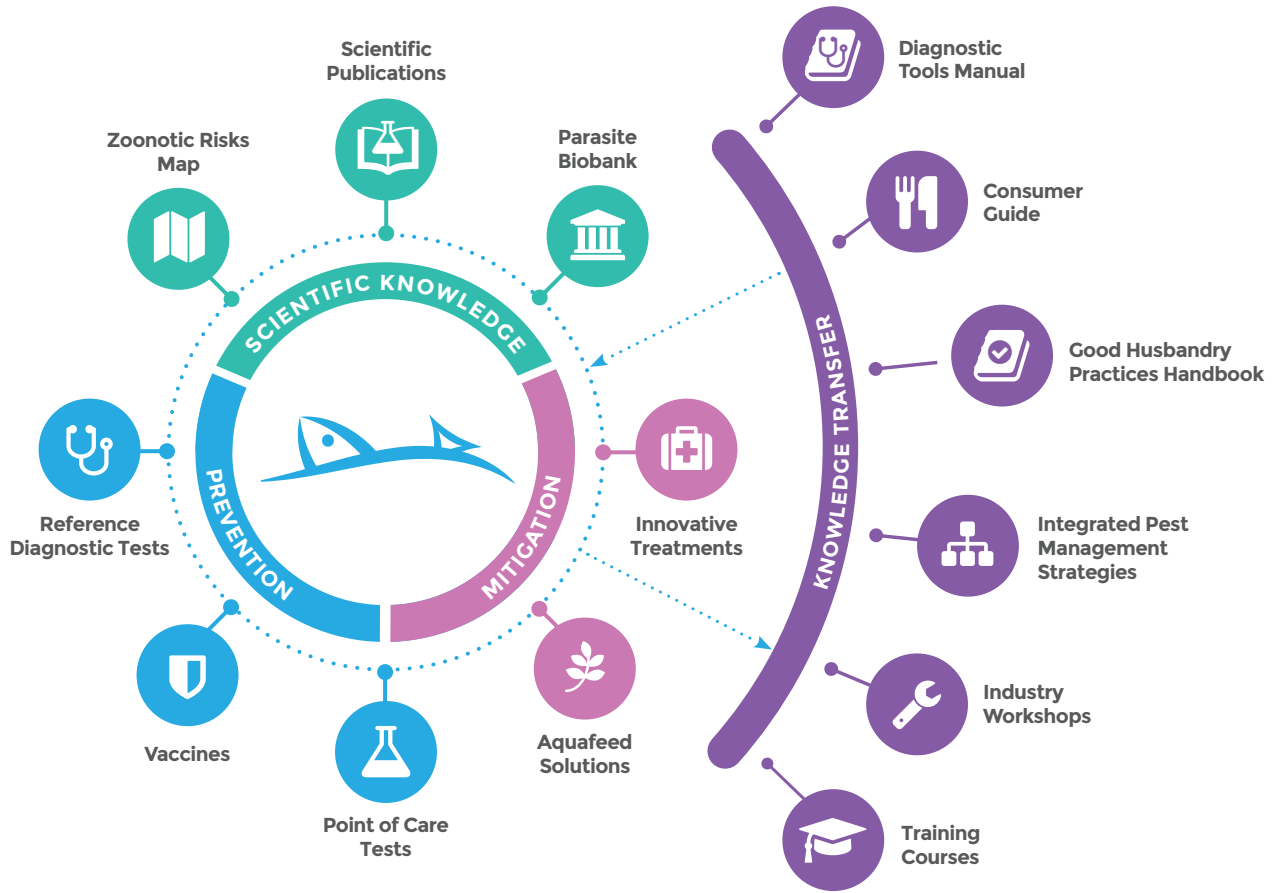 Scientific
Publications
Zoonotic Risks
Map
Parasite
Biobank
SCIENTIFIC KNOWLEDGE
PREVENTION
MITIGATION
Reference
Diagnostic Tests
Vaccines
Point of Care
Tests
Aquafeed
Solutions
Innovative
Treatments
KNOWLEDGE TRANSFER
Diagnostic
Tools Manual
Consumer
Guide
Good Husbandry
Practices Handbook
Integrated Pest
Management
Strategies
Industry
Workshops
Training
Courses